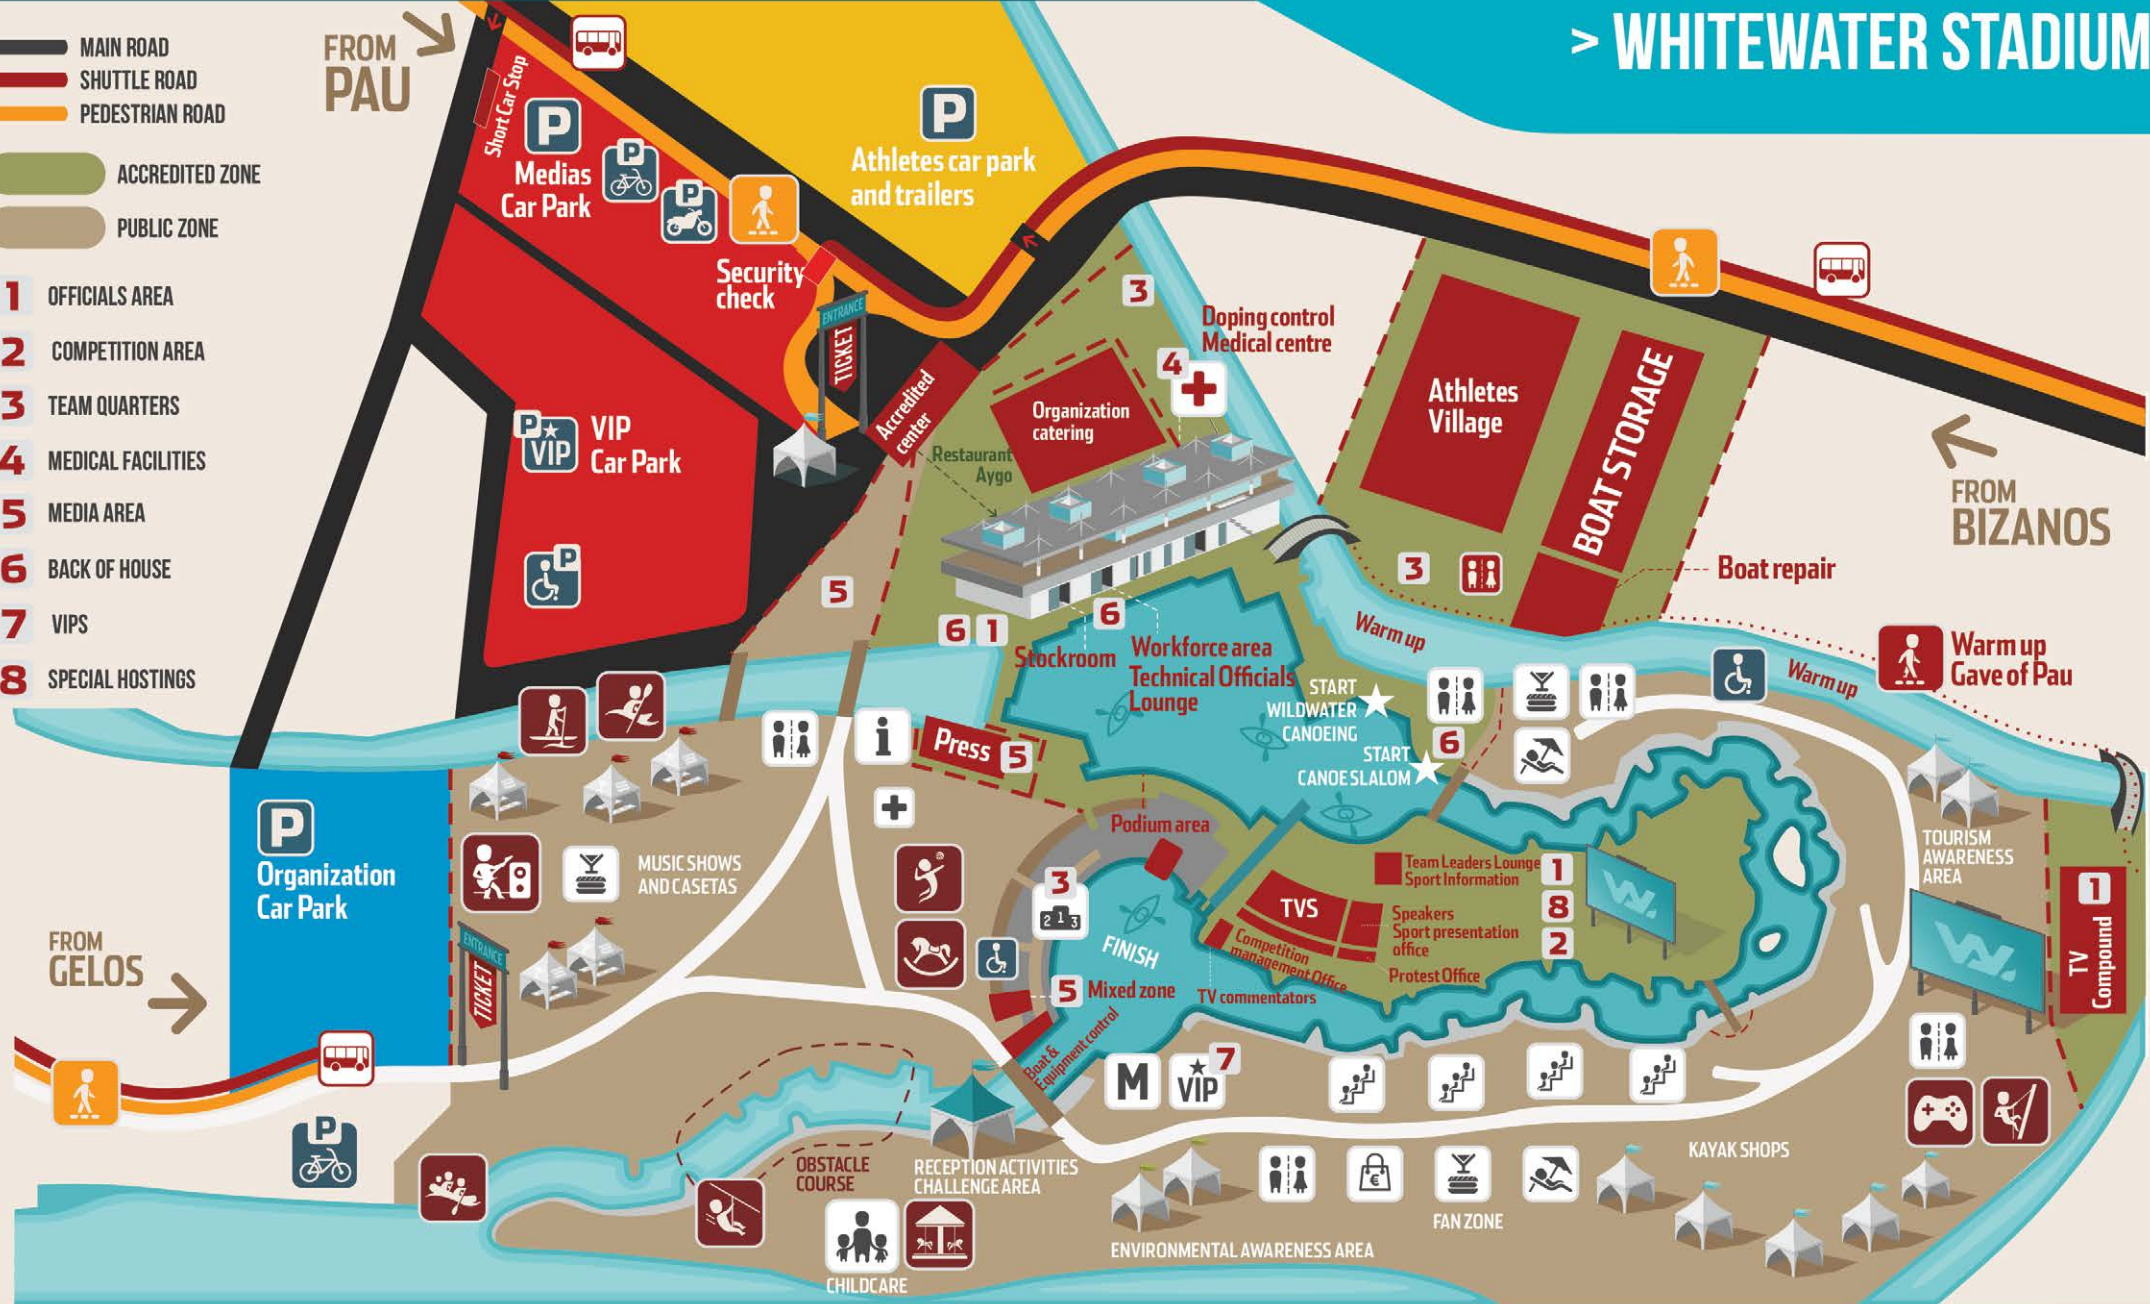 > WHITEWATER STADIUM
MAIN ROAD
SHUTTLE ROAD
PEDESTRIAN ROAD
ACCREDITED ZONE
PUBLIC ZONE
1 OFFICIALS AREA
2 COMPETITION AREA
3 TEAM QUARTERS
4 MEDICAL FACILITIES
5 MEDIA AREA
6 BACK OF HOUSE
7 VIPS
8 SPECIAL HOSTINGS
FROM
PAU
Short Car Stop
P
Medias
Car Park
P
P
P
Athletes car park
and trailers
Security
check
ENTRANCE
TICKET
Accredited
center
P
VIP
VIP
Car Park
P
3
Doping control
Medical centre
4
Organization
catering
Restaurant
Aygo
Athletes
Village
BOAT STORAGE
FROM
BIZANOS
3
Boat repair
5
6 1
6
Stockroom
Workforce area
Technical Officials
Lounge
Warm up
Warm up
Warm up
Gave of Pau
START
WILDWATER
CANOEING
START
CANOE SLALOM
6
i
Press 5
P
Organization
Car Park
MUSIC SHOWS
AND CASETAS
ENTRANCE
TICKET
FROM
GELOS
P
Podium area
3
2 1 3
FINISH
5 Mixed zone
Boat &
Equipment control
TVS
Competition
management Office
TV commentators
Team Leaders Lounge
Sport Information
1
Speakers
Sport presentation
office
8
2
Protest Office
W.
W.
TOURISM
AWARENESS
AREA
1
TV
Compound
M
VIP
7
OBSTACLE
COURSE
RECEPTION ACTIVITIES
CHALLENGE AREA
CHILDCARE
ENVIRONMENTAL AWARENESS AREA
€
FAN ZONE
KAYAK SHOPS